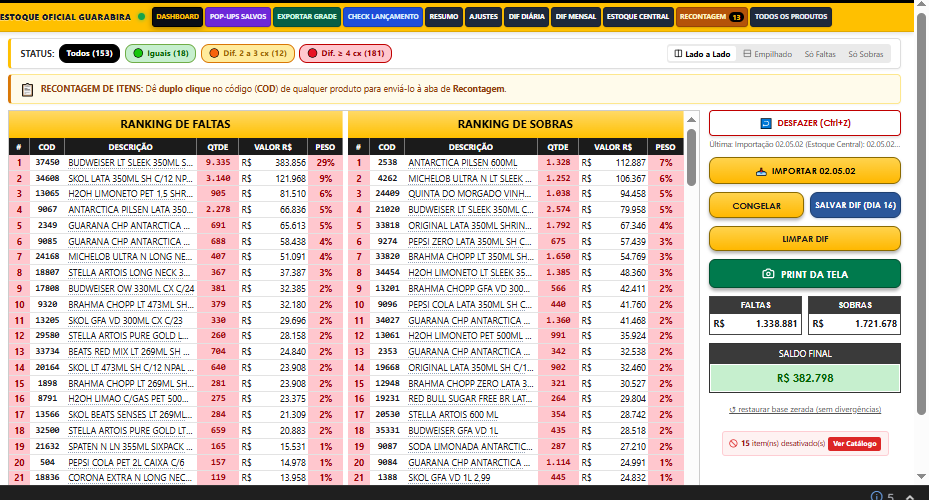 ESTOQUE OFICIAL GUARABIRA DASHBOARD POP-UPS SALVOS EXPORTAR GRADE CHECK LANÇAMENTO RESUMO AJUSTES DIF DIÁRIA DIF MENSAL ESTOQUE CENTRAL RECONTAGEM 13 TODOS OS PRODUTOS
STATUS: Todos (153) Iguais (18) Dif. 2 a 3 cx (12) Dif. ≥ 4 cx (181) Lado a Lado Empilhado Só Faltas Só Sobras
RECONTAGEM DE ITENS: Dê duplo clique no código (COD) de qualquer produto para enviá-lo à aba de Recontagem.
RANKING DE FALTAS
# COD DESCRIÇÃO QTDE VALOR R$ PESO
1 37450 BUDWEISER LT SLEEK 350ML S... 9.335 R$ 383.856 29%
2 34608 SKOL LATA 350ML SH C/12 NP... 3.140 R$ 121.968 9%
3 13065 H2OH LIMONETO PET 1.5 SHR... 905 R$ 81.510 6%
4 9067 ANTARCTICA PILSEN LATA 350... 2.278 R$ 66.836 5%
5 2349 GUARANA CHP ANTARCTICA ... 691 R$ 65.613 5%
6 9085 GUARANA CHP ANTARCTICA ... 688 R$ 58.438 4%
7 24168 MICHELOB ULTRA N LONG NE... 407 R$ 51.091 4%
8 18807 STELLA ARTOIS LONG NECK 3... 367 R$ 37.387 3%
9 17808 BUDWEISER OW 330ML CX C/24 381 R$ 32.385 2%
10 9320 BRAHMA CHOPP LT 473ML SH... 379 R$ 32.180 2%
11 13205 SKOL GFA VD 300ML CX C/23 330 R$ 29.696 2%
12 29580 STELLA ARTOIS PURE GOLD L... 260 R$ 28.158 2%
13 33734 BEATS RED MIX LT 269ML SH ... 704 R$ 24.840 2%
14 20164 SKOL LT 473ML SH C/12 NPAL ... 640 R$ 23.908 2%
15 1898 BRAHMA CHOPP LT 269ML SH... 281 R$ 23.908 2%
16 8791 H2OH LIMAO C/GAS PET 500... 275 R$ 23.375 2%
17 13566 SKOL BEATS SENSES LT 269ML... 284 R$ 21.309 2%
18 32500 STELLA ARTOIS PURE GOLD LT... 659 R$ 20.883 2%
19 21632 SPATEN N LN 355ML SIXPACK ... 165 R$ 15.531 1%
20 504 PEPSI COLA PET 2L CAIXA C/6 157 R$ 14.978 1%
21 18836 CORONA EXTRA N LONG NEC... 119 R$ 13.958 1%
RANKING DE SOBRAS
# COD DESCRIÇÃO QTDE VALOR R$ PESO
1 2538 ANTARCTICA PILSEN 600ML 1.328 R$ 112.887 7%
2 4262 MICHELOB ULTRA N LT SLEEK ... 1.252 R$ 106.367 6%
3 24409 QUINTA DO MORGADO VINH... 1.038 R$ 94.458 5%
4 21020 BUDWEISER LT SLEEK 350ML C... 2.574 R$ 79.958 5%
5 33818 ORIGINAL LATA 350ML SHRIN... 1.792 R$ 67.346 4%
6 9274 PEPSI ZERO LATA 350ML SH C... 675 R$ 57.439 3%
7 33820 BRAHMA CHOPP LT 350ML SH... 1.650 R$ 54.769 3%
8 34454 H2OH LIMONETO LT SLEEK 35... 1.385 R$ 48.360 3%
9 13201 BRAHMA CHOPP GFA VD 300... 566 R$ 42.411 2%
10 9096 PEPSI COLA LATA 350ML SH C... 440 R$ 41.760 2%
11 34027 GUARANA CHP ANTARCTICA ... 1.360 R$ 41.468 2%
12 13061 H2OH LIMONETO PET 500ML ... 991 R$ 35.924 2%
13 2353 GUARANA CHP ANTARCTICA ... 342 R$ 32.538 2%
14 19668 ORIGINAL LATA 350ML SH C/1... 902 R$ 32.460 2%
15 12948 BRAHMA CHOPP ZERO LATA 3... 321 R$ 30.527 2%
16 19231 RED BULL SUGAR FREE BR LAT... 264 R$ 29.804 2%
17 20530 STELLA ARTOIS 600 ML 354 R$ 28.742 2%
18 35331 BUDWEISER GFA VD 1L 435 R$ 28.518 2%
19 9087 SODA LIMONADA ANTARCTIC... 287 R$ 27.210 2%
20 9084 GUARANA CHP ANTARCTICA ... 1.114 R$ 24.991 1%
21 1388 SKOL GFA VD 1L 2,99 445 R$ 24.832 1%
DESFAZER (Ctrl+Z)
Última: Importação 02.05.02 (Estoque Central): 02.05.02...
IMPORTAR 02.05.02
CONGELAR SALVAR DIF (DIA 16)
LIMPAR DIF
PRINT DA TELA
FALTAS SOBRAS
R$ 1.338.881 R$ 1.721.678
SALDO FINAL
R$ 382.798
↺ restaurar base zerada (sem divergências)
15 item(ns) desativado(s) Ver Catálogo
5